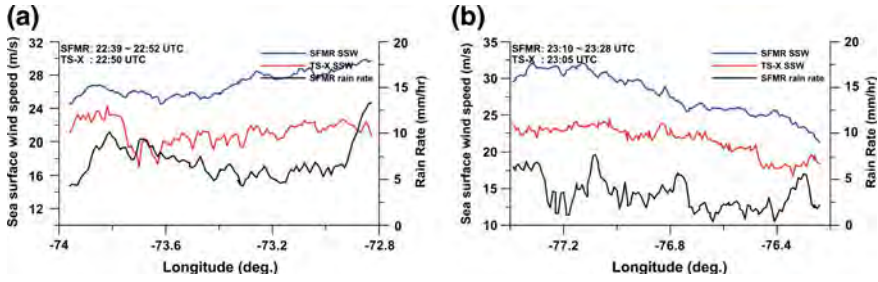 (a)
SFMR: 22:39 ~ 22:52 UTC
TS-X : 22:50 UTC
SFMR SSW
TS-X SSW
SFMR rain rate
Sea surface wind speed (m/s)
32
28
24
20
16
12
20
15
10
5
0
Rain Rate (mm/hr)
-74
-73.6
-73.2
-72.8
Longitude (deg.)
(b)
SFMR: 23:10 ~ 23:28 UTC
TS-X : 23:05 UTC
SFMR SSW
TS-X SSW
SFMR rain rate
Sea surface wind speed (m/s)
35
30
25
20
15
10
20
15
10
5
0
Rain Rate (mm/hr)
-77.2
-76.8
-76.4
Longitude (deg.)